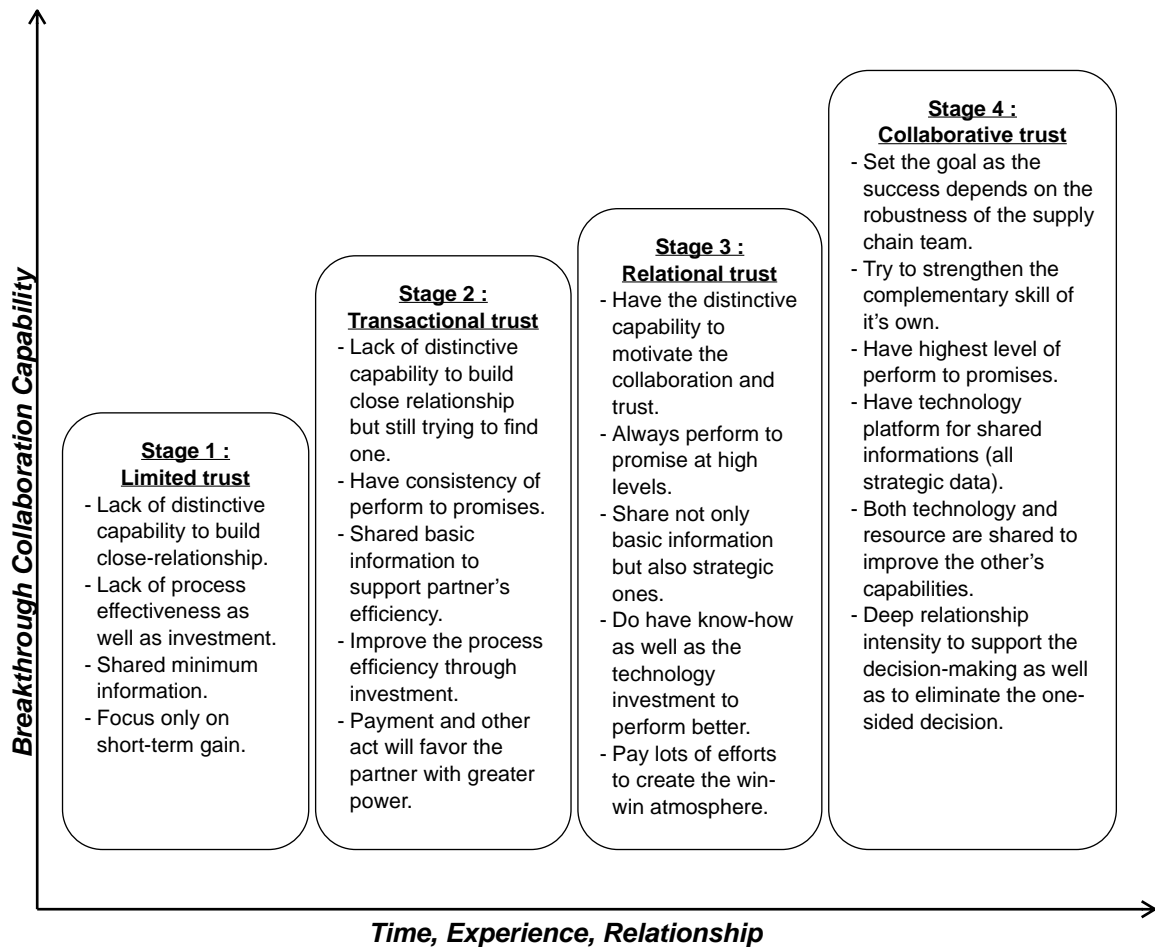 Breakthrough Collaboration Capability
Stage 1 :
Limited trust
- Lack of distinctive
capability to build
close-relationship.
- Lack of process
effectiveness as
well as investment.
- Shared minimum
information.
- Focus only on
short-term gain.
Stage 2 :
Transactional trust
- Lack of distinctive
capability to build
close relationship
but still trying to find
one.
- Have consistency of
perform to promises.
- Shared basic
information to
support partner's
efficiency.
- Improve the process
efficiency through
investment.
- Payment and other
act will favor the
partner with greater
power.
Stage 3 :
Relational trust
- Have the distinctive
capability to
motivate the
collaboration and
trust.
- Always perform to
promise at high
levels.
- Share not only
basic information
but also strategic
ones.
- Do have know-how
as well as the
technology
investment to
perform better.
- Pay lots of efforts
to create the win-
win atmosphere.
Stage 4 :
Collaborative trust
- Set the goal as the
success depends on the
robustness of the supply
chain team.
- Try to strengthen the
complementary skill of
it's own.
- Have highest level of
perform to promises.
- Have technology
platform for shared
informations (all
strategic data).
- Both technology and
resource are shared to
improve the other's
capabilities.
- Deep relationship
intensity to support the
decision-making as well
as to eliminate the one-
sided decision.
Time, Experience, Relationship